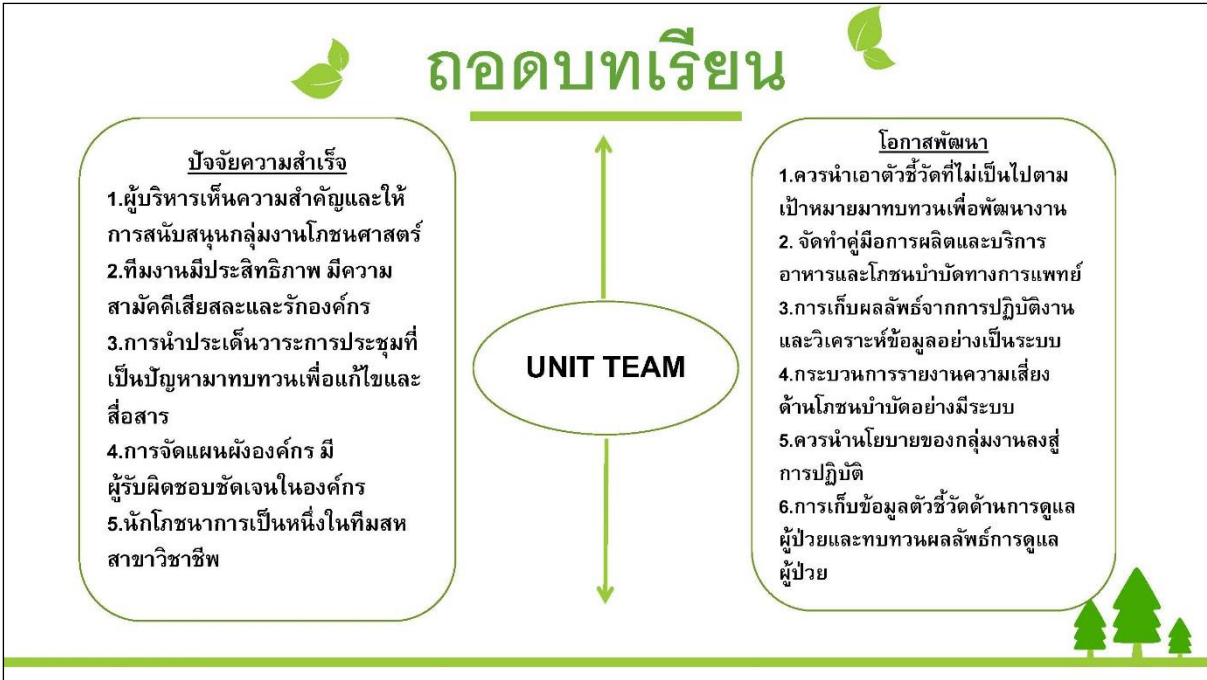 ถอดบทเรียน
ปัจจัยความสำเร็จ
1.ผู้บริหารเห็นความสำคัญและให้
การสนับสนุนกลุ่มงานโภชนศาสตร์
2.ทีมงานมีประสิทธิภาพ มีความ
สามัคคีเสียสละและรักองค์กร
3.การนำประเด็นวาระการประชุมที่
เป็นปัญหามาทบทวนเพื่อแก้ไขและ
สื่อสาร
4.การจัดแผนผังองค์กร มี
ผู้รับผิดชอบชัดเจนในองค์กร
5.นักโภชนาการเป็นหนึ่งในทีมสห
สาขาวิชาชีพ
UNIT TEAM
โอกาสพัฒนา
1.ควรนำเอาตัวชี้วัดที่ไม่เป็นไปตาม
เป้าหมายมาทบทวนเพื่อพัฒนางาน
2. จัดทำคู่มือการผลิตและบริการ
อาหารและโภชนบำบัดทางการแพทย์
3.การเก็บผลลัพธ์จากการปฏิบัติงาน
และวิเคราะห์ข้อมูลอย่างเป็นระบบ
4.กระบวนการรายงานความเสี่ยง
ด้านโภชนบำบัดอย่างมีระบบ
5.ควรนำนโยบายของกลุ่มงานลงสู่
การปฏิบัติ
6.การเก็บข้อมูลตัวชี้วัดด้านการดูแล
ผู้ป่วยและทบทวนผลลัพธ์การดูแล
ผู้ป่วย